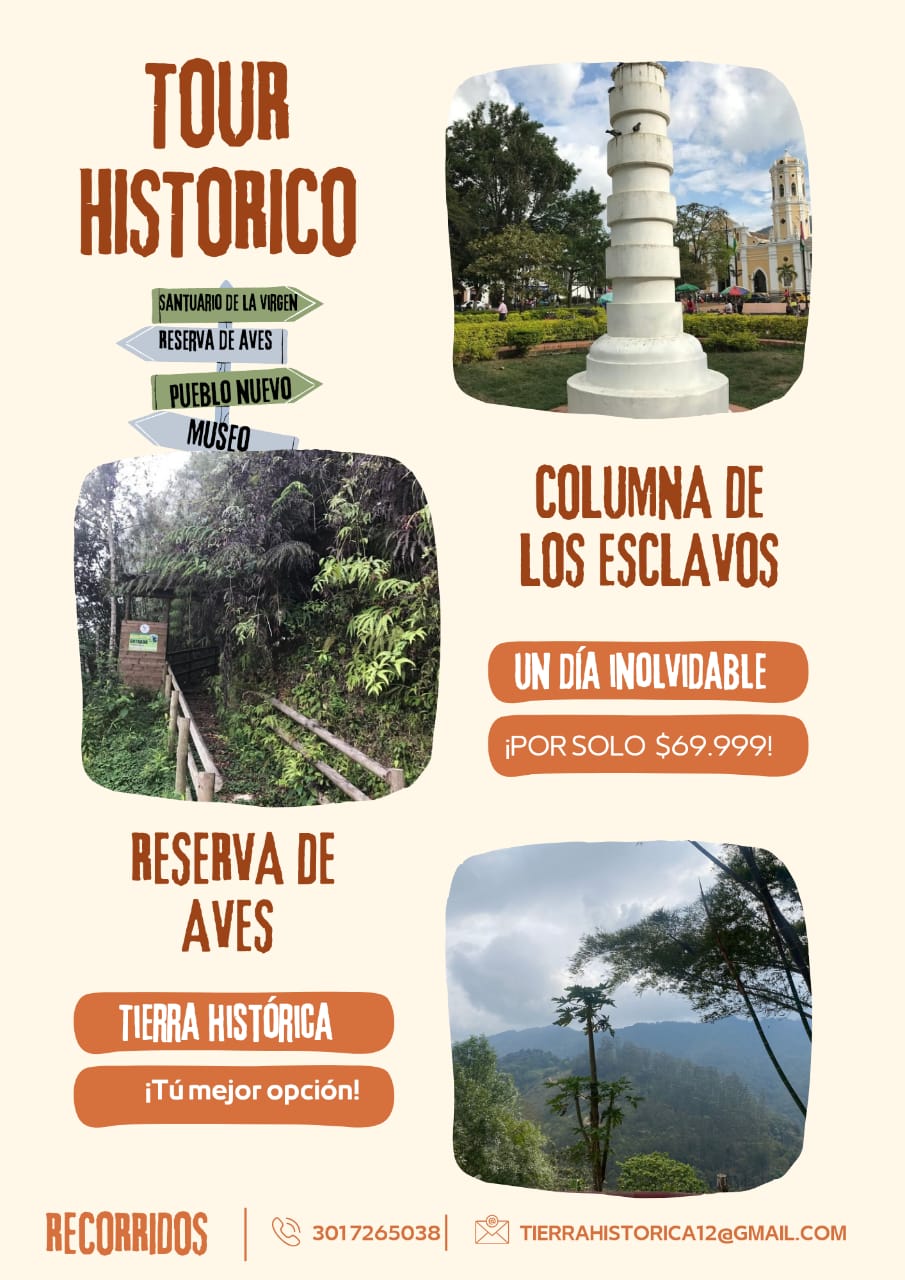 TOUR
HISTORICO
SANTUARIO DE LA VIRGEN
RESERVA DE AVES
PUEBLO NUEVO
MUSEO
COLUMNA DE
LOS ESCLAVOS
UN DÍA INOLVIDABLE
¡POR SOLO $69.999!
ENTRADA
RESERVA DE
AVES
TIERRA HISTÓRICA
¡Tú mejor opción!
RECORRIDOS
3017265038
TIERRAHISTORICA12@GMAIL.COM